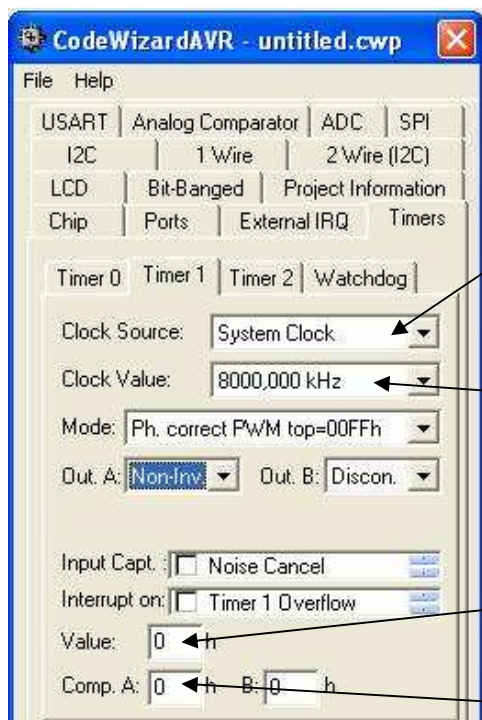 CodeWizardAVR - untitled.cwp
File Help
USART Analog Comparator ADC SPI
I2C 1 Wire 2 Wire (I2C)
LCD Bit-Banged Project Information
Chip Ports External IRQ Timers
Timer 0 Timer 1 Timer 2 Watchdog
Clock Source: System Clock
Clock Value: 8000,000 kHz
Mode: Ph. correct PWM top=00FFh
Out. A: Non-Inv. Out. B: Discon.
Input Capt. : Noise Cancel
Interrupt on: Timer 1 Overflow
Value: 0 h
Comp. A: 0 h B: 0 h